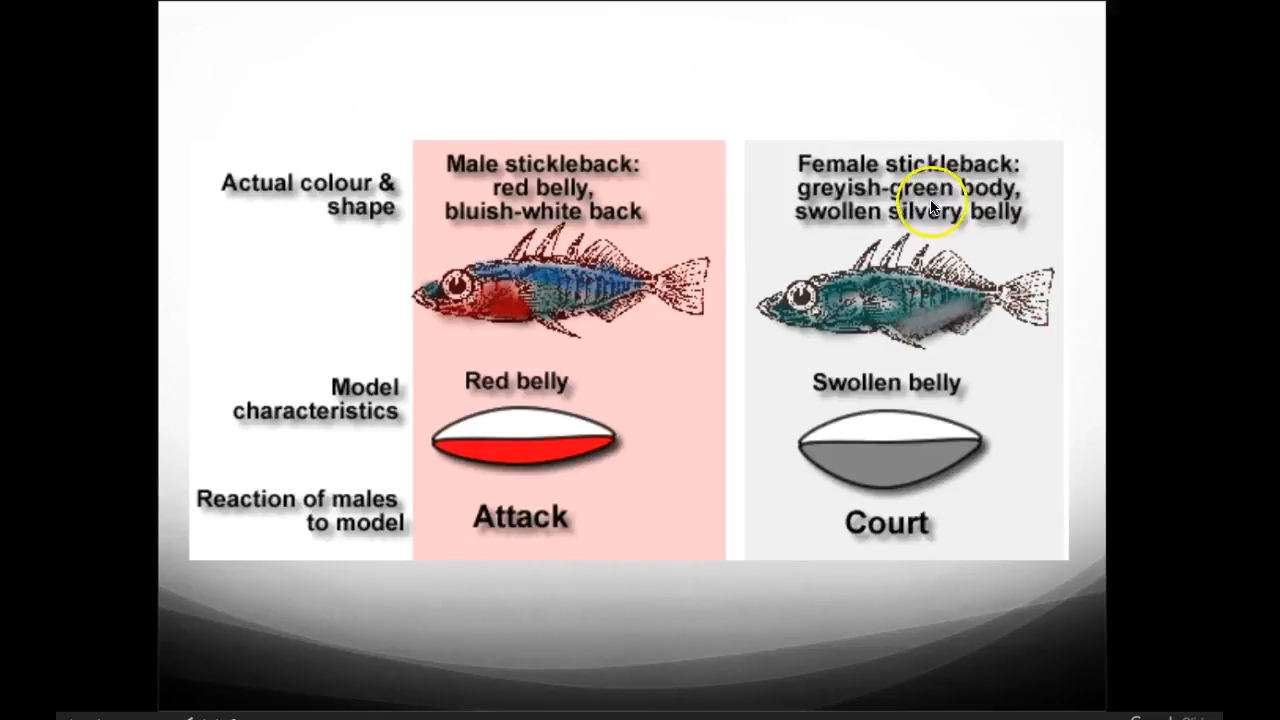 Actual colour &
shape
Male stickleback:
red belly,
bluish-white back
Female stickleback:
greyish-green body,
swollen silvery belly
Model
characteristics
Red belly
Swollen belly
Reaction of males
to model
Attack
Court